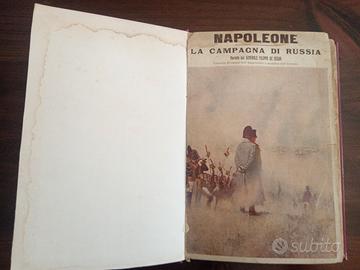 NAPOLEONE
LA CAMPAGNA DI RUSSIA
Narrata dal GENERALE FILIPPO DE SEGUR
subito